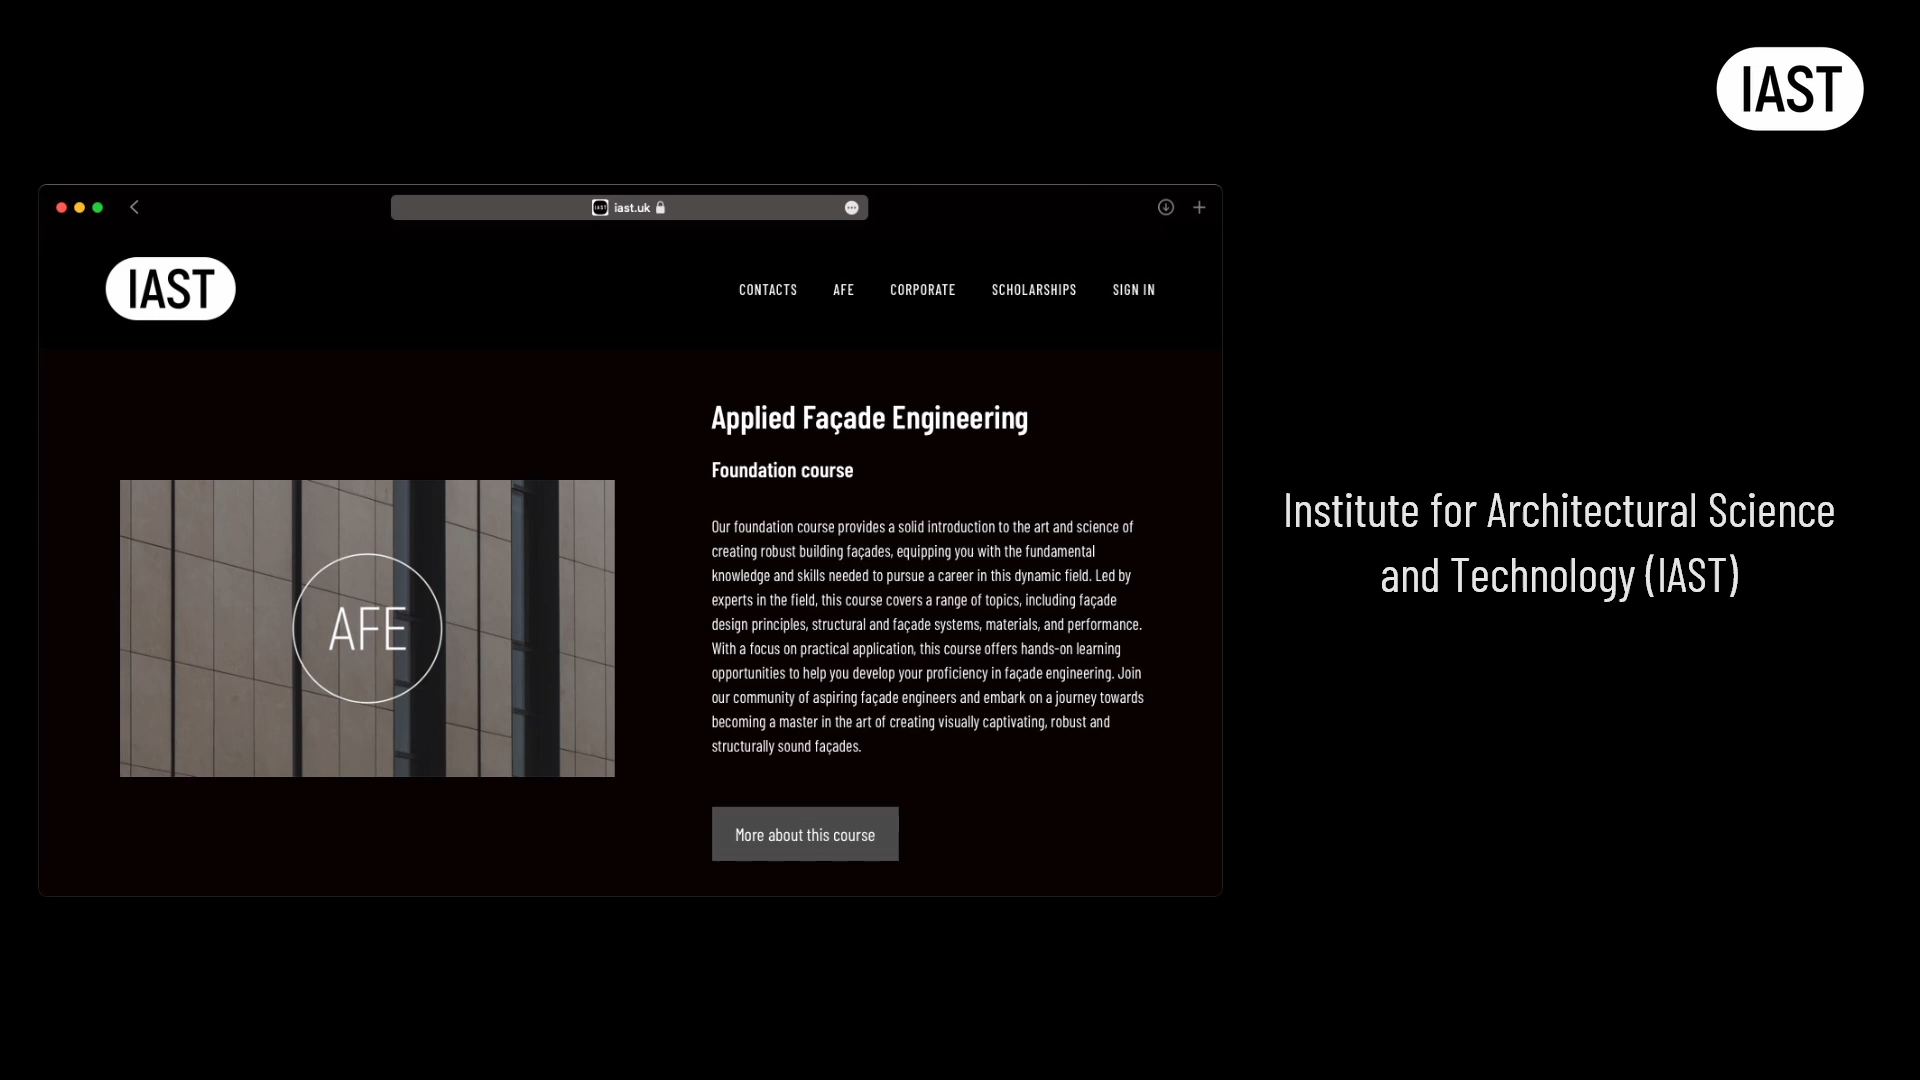 IAST
iast.uk
IAST
CONTACTS AFE CORPORATE SCHOLARSHIPS SIGN IN
Applied Façade Engineering
Foundation course
Our foundation course provides a solid introduction to the art and science of
creating robust building façades, equipping you with the fundamental
knowledge and skills needed to pursue a career in this dynamic field. Led by
experts in the field, this course covers a range of topics, including façade
design principles, structural and façade systems, materials, and performance.
With a focus on practical application, this course offers hands-on learning
opportunities to help you develop your proficiency in façade engineering. Join
our community of aspiring façade engineers and embark on a journey towards
becoming a master in the art of creating visually captivating, robust and
structurally sound façades.
More about this course
AFE
Institute for Architectural Science
and Technology (IAST)